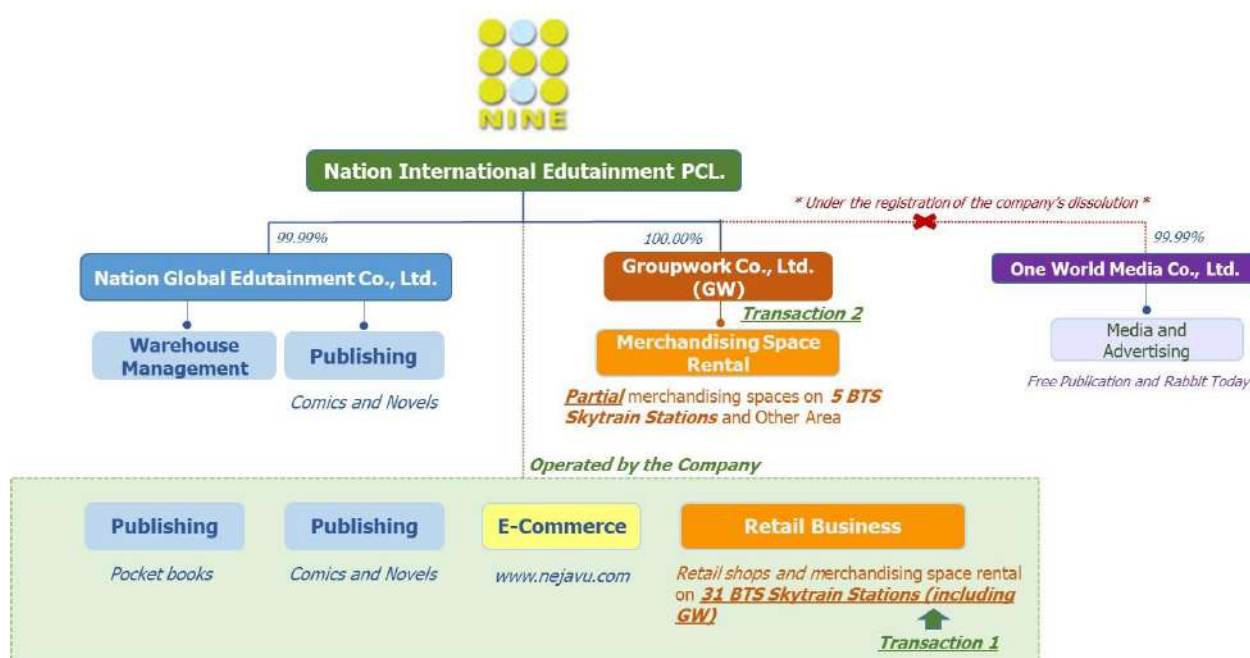 NINE
Nation International Edutainment PCL.
* Under the registration of the company's dissolution *
99.99%
100.00%
99.99%
Nation Global Edutainment Co., Ltd.
Groupwork Co., Ltd.
(GW)
One World Media Co., Ltd.
Transaction 2
Warehouse
Management
Publishing
Comics and Novels
Merchandising Space
Rental
Partial merchandising spaces on 5 BTS
Skytrain Stations and Other Area
Media and
Advertising
Free Publication and Rabbit Today
Operated by the Company
Publishing
Pocket books
Publishing
Comics and Novels
E-Commerce
www.nejavu.com
Retail Business
Retail shops and merchandising space rental
on 31 BTS Skytrain Stations (including
GW)
Transaction 1